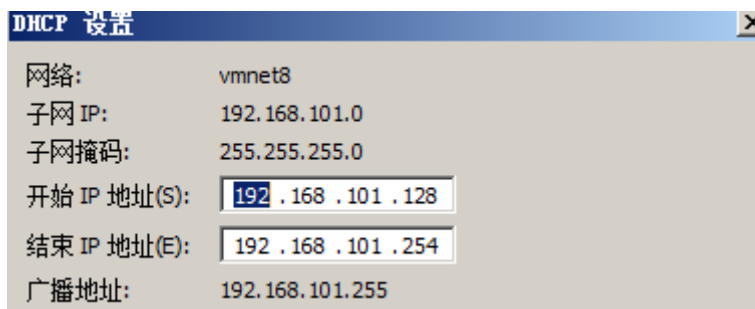 DHCP 设置
网络: vmnet8
子网 IP: 192.168.101.0
子网掩码: 255.255.255.0
开始 IP 地址(S): 192 . 168 . 101 . 128
结束 IP 地址(E): 192 . 168 . 101 . 254
广播地址: 192.168.101.255